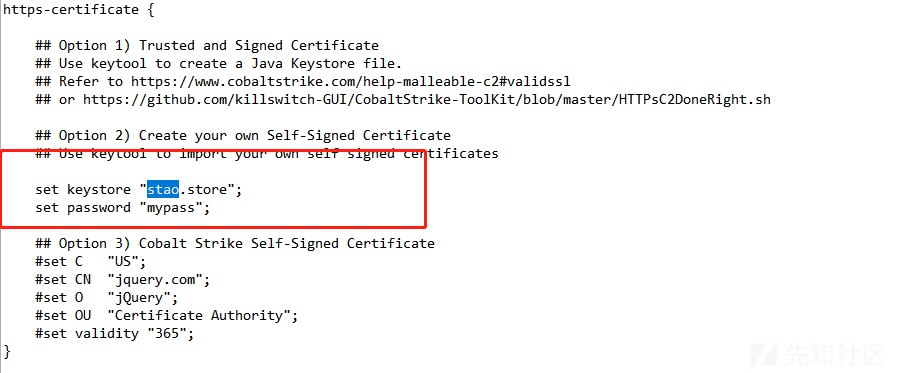 https-certificate {
## Option 1) Trusted and Signed Certificate
## Use keytool to create a Java Keystore file.
## Refer to https://www.cobaltstrike.com/help-malleable-c2#validssl
## or https://github.com/killswitch-GUI/CobaltStrike-ToolKit/blob/master/HTTPsC2DoneRight.sh
## Option 2) Create your own Self-Signed Certificate
## Use keytool to import your own self signed certificates
set keystore "stao.store";
set password "mypass";
## Option 3) Cobalt Strike Self-Signed Certificate
#set C   "US";
#set CN  "jquery.com";
#set O   "jQuery";
#set OU  "Certificate Authority";
#set validity "365";
}
先知社区